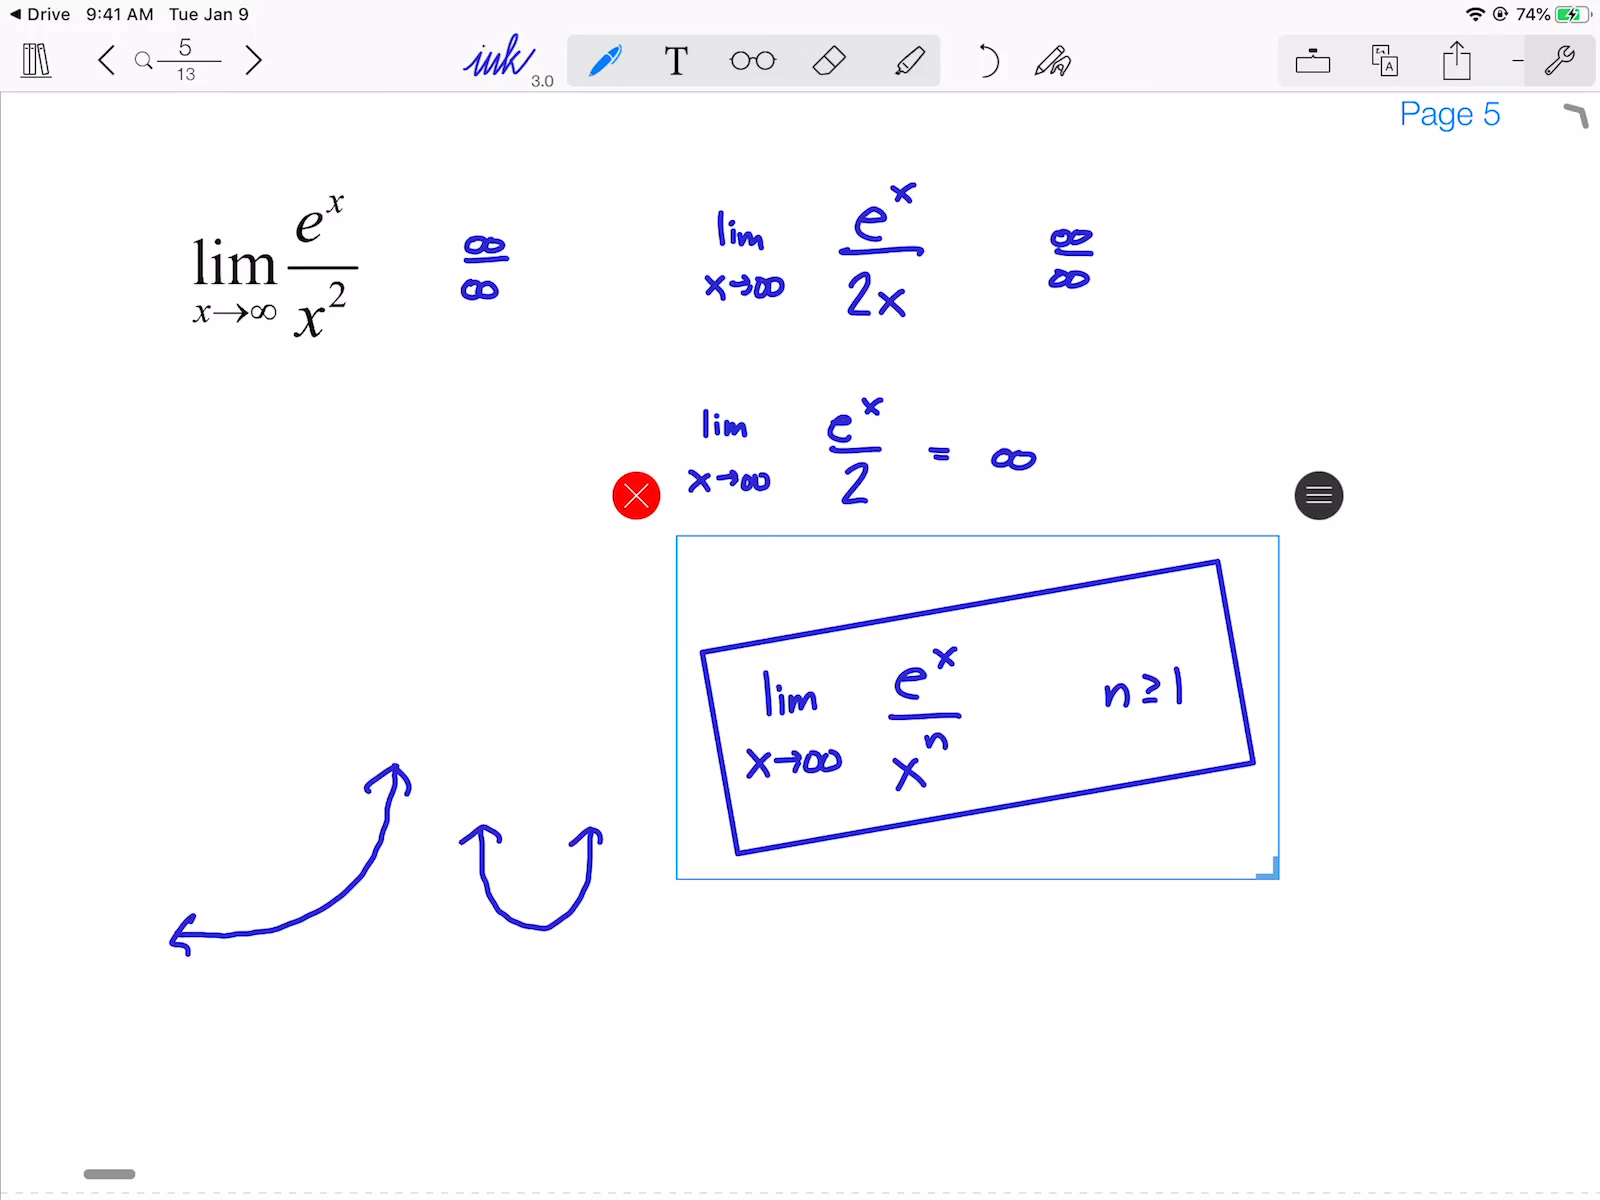 Drive 9:41 AM Tue Jan 9 74%
5
13
ink 3.0
T
Page 5
lim x→∞ e^x / x^2 ∞/∞
lim x→∞ e^x / 2x ∞/∞
lim x→∞ e^x / 2 = ∞
lim x→∞ e^x / x^n n≥1